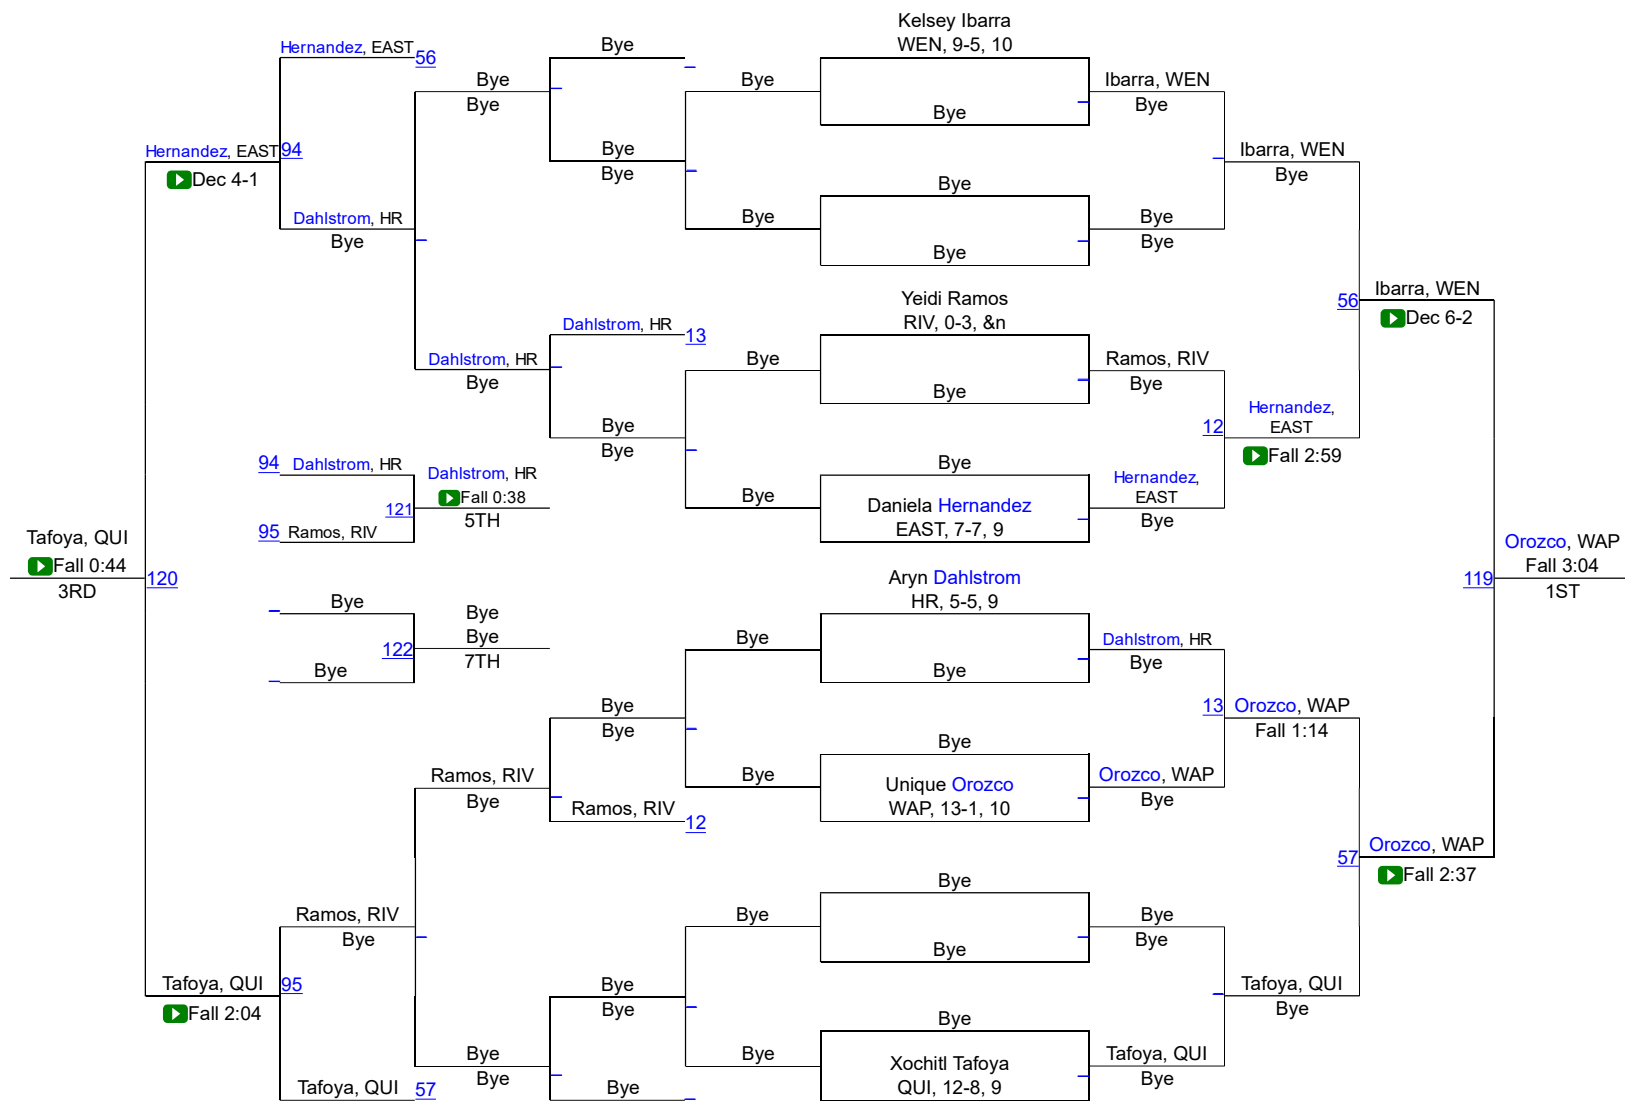 Kelsey Ibarra
WEN, 9-5, 10
Hernandez, EAST
56
Bye
Bye
Bye
Bye
Bye
Ibarra, WEN
Bye
Hernandez, EAST
94
Dec 4-1
Bye
Bye
Ibarra, WEN
Bye
Dahlstrom, HR
Bye
Bye
Bye
Bye
Bye
Bye
Yeidi Ramos
RIV, 0-3, &n
Ibarra, WEN
56
Dec 6-2
Dahlstrom, HR
13
Dahlstrom, HR
Bye
Bye
Bye
Ramos, RIV
Bye
Bye
Bye
12
Hernandez,
EAST
Fall 2:59
94
Dahlstrom, HR
Dahlstrom, HR
Fall 0:38
5TH
121
95
Ramos, RIV
Bye
Bye
Daniela Hernandez
EAST, 7-7, 9
Hernandez,
EAST
Bye
Tafoya, QUI
Fall 0:44
3RD
120
Aryn Dahlstrom
HR, 5-5, 9
119
Orozco, WAP
Fall 3:04
1ST
Bye
Bye
Bye
7TH
122
Bye
Bye
Bye
Dahlstrom, HR
Bye
Bye
Bye
13
Orozco, WAP
Fall 1:14
Ramos, RIV
Bye
Ramos, RIV
12
Bye
Bye
Unique Orozco
WAP, 13-1, 10
Orozco, WAP
Bye
57
Orozco, WAP
Fall 2:37
Ramos, RIV
Bye
Bye
Bye
Bye
Bye
Bye
Tafoya, QUI
95
Fall 2:04
Bye
Bye
Tafoya, QUI
Bye
Bye
Bye
Bye
Bye
Xochitl Tafoya
QUI, 12-8, 9
Tafoya, QUI
Bye
Tafoya, QUI
57
Bye